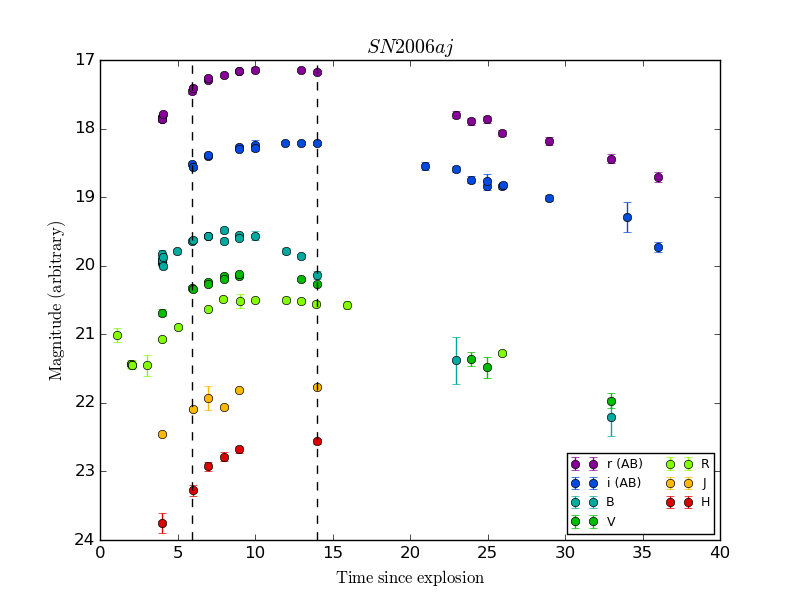 SN2006aj
17
18
19
20
21
22
23
24
Magnitude (arbitrary)
0 5 10 15 20 25 30 35 40
Time since explosion
r (AB) R
i (AB) J
B H
V